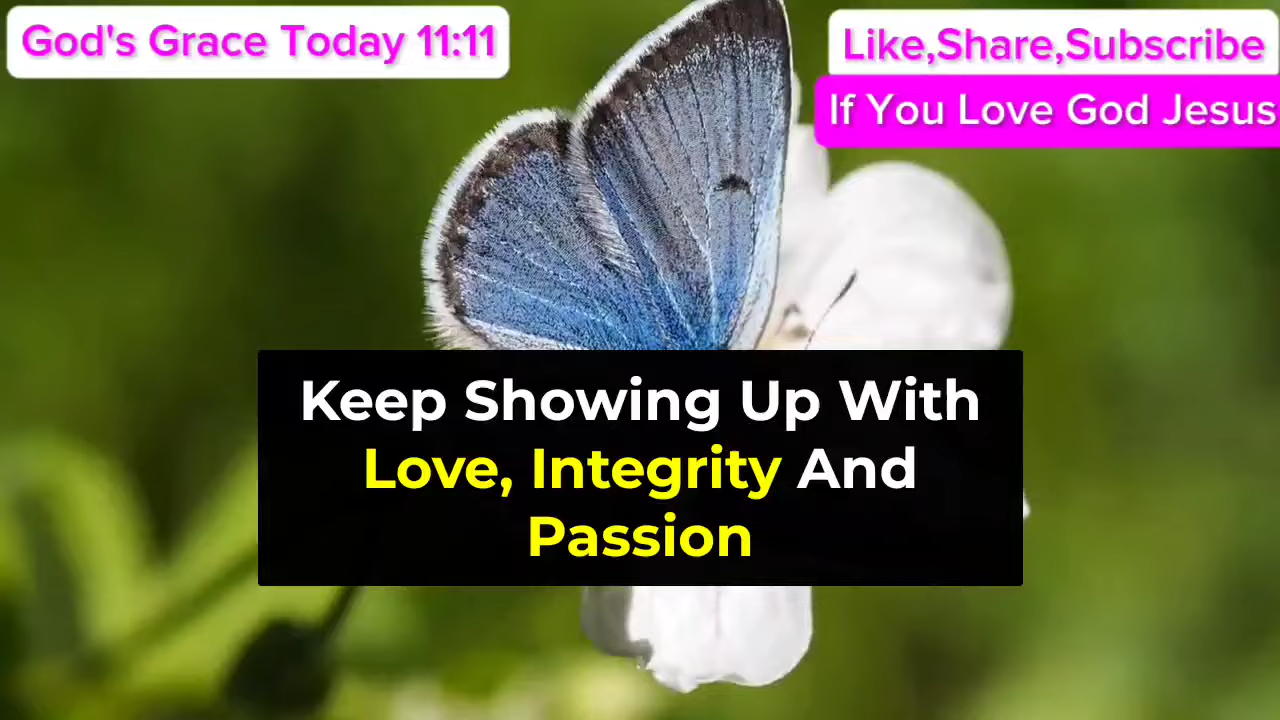 God's Grace Today 11:11
Like,Share,Subscribe
If You Love God Jesus
Keep Showing Up With
Love, Integrity And
Passion